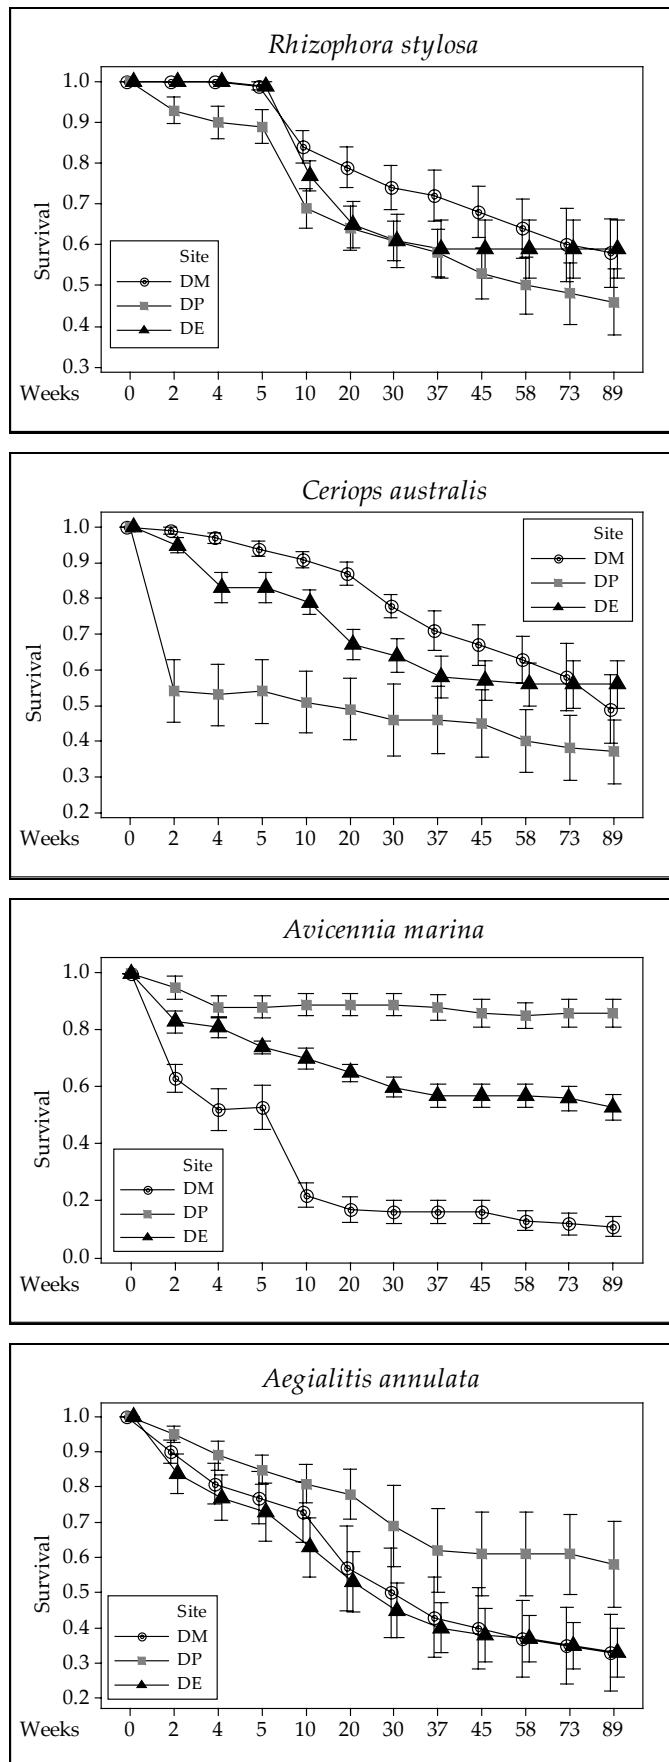 Rhizophora stylosa
1.0
0.9
0.8
0.7
0.6
0.5
0.4
0.3
Survival
Site
DM
DP
DE
Weeks 0 2 4 5 10 20 30 37 45 58 73 89
Ceriops australis
1.0
0.9
0.8
0.7
0.6
0.5
0.4
0.3
0.2
Survival
Site
DM
DP
DE
Weeks 0 2 4 5 10 20 30 37 45 58 73 89
Avicennia marina
1.0
0.8
0.6
0.4
0.2
0.0
Survival
Site
DM
DP
DE
Weeks 0 2 4 5 10 20 30 37 45 58 73 89
Aegialitis annulata
1.0
0.9
0.8
0.7
0.6
0.5
0.4
0.3
0.2
Survival
Site
DM
DP
DE
Weeks 0 2 4 5 10 20 30 37 45 58 73 89